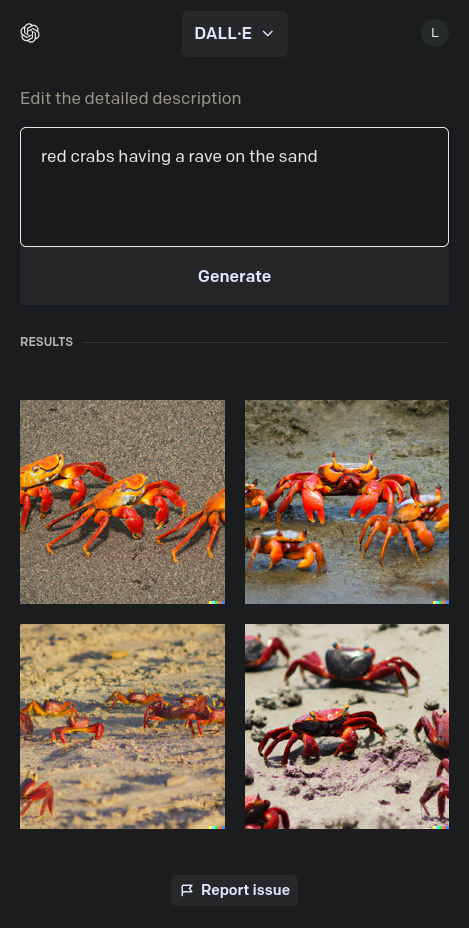 DALL·E
L
Edit the detailed description
red crabs having a rave on the sand
Generate
RESULTS
Report issue